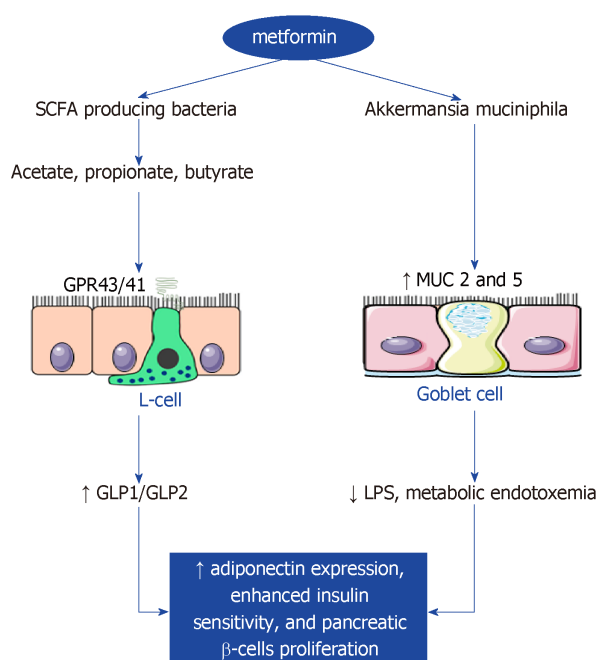 metformin
SCFA producing bacteria
Akkermansia muciniphila
Acetate, propionate, butyrate
GPR43/41
↑ MUC 2 and 5
L-cell
Goblet cell
↑ GLP1/GLP2
↓ LPS, metabolic endotoxemia
↑ adiponectin expression,
enhanced insulin
sensitivity, and pancreatic
β-cells proliferation